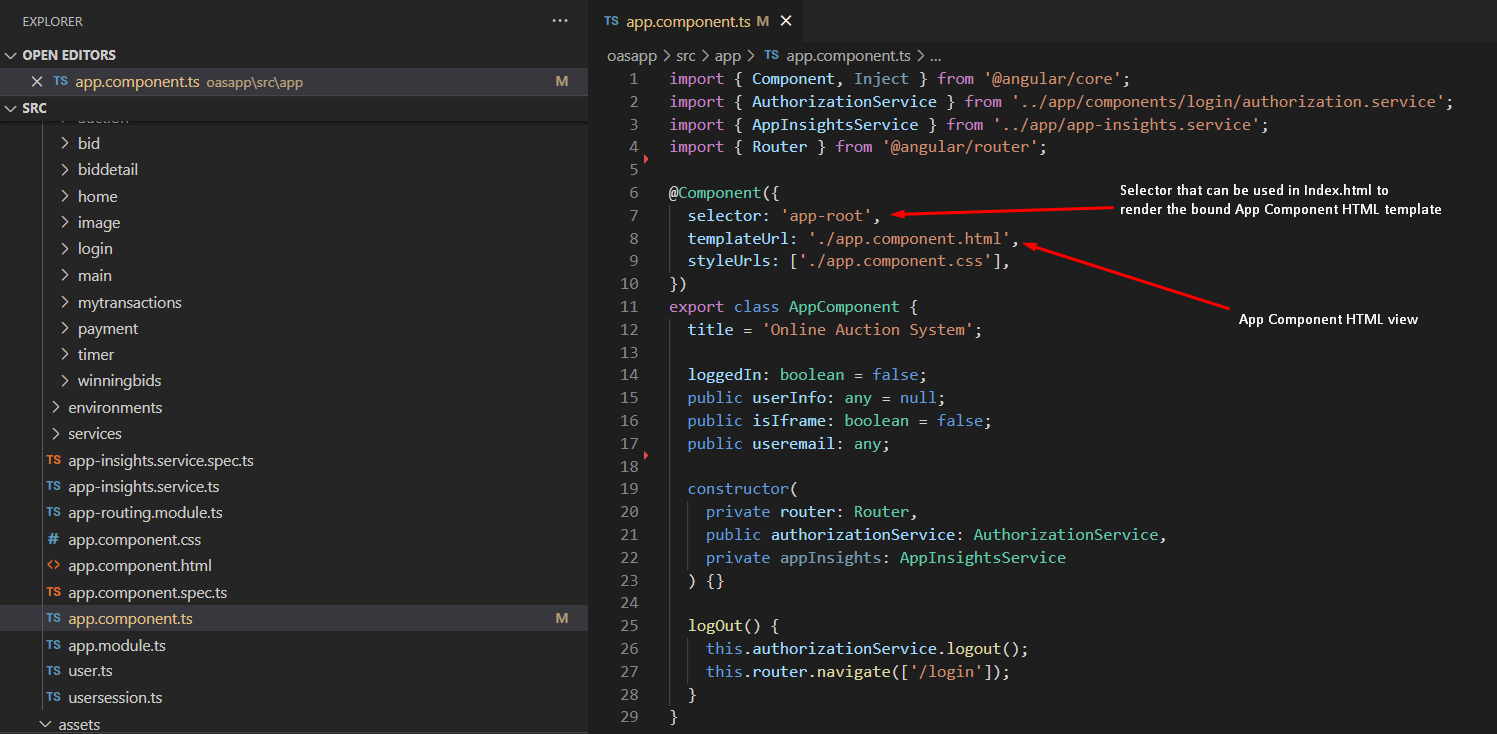 EXPLORER
···
OPEN EDITORS
TS app.component.ts oasapp\src\app M
SRC
auction
bid
biddetail
home
image
login
main
mytransactions
payment
timer
winningbids
environments
services
TS app-insights.service.spec.ts
TS app-insights.service.ts
TS app-routing.module.ts
# app.component.css
<> app.component.html
TS app.component.spec.ts
TS app.component.ts M
TS app.module.ts
TS user.ts
TS usersession.ts
assets
TS app.component.ts M
oasapp > src > app > TS app.component.ts > ...
1 import { Component, Inject } from '@angular/core';
2 import { AuthorizationService } from '../app/components/login/authorization.service';
3 import { AppInsightsService } from '../app/app-insights.service';
4 import { Router } from '@angular/router';
5
6 @Component({
7 selector: 'app-root',
8 templateUrl: './app.component.html',
9 styleUrls: ['./app.component.css'],
10 })
11 export class AppComponent {
12 title = 'Online Auction System';
13
14 loggedIn: boolean = false;
15 public userInfo: any = null;
16 public isIframe: boolean = false;
17 public useremail: any;
18
19 constructor(
20 private router: Router,
21 public authorizationService: AuthorizationService,
22 private appInsights: AppInsightsService
23 ) {}
24
25 logOut() {
26 this.authorizationService.logout();
27 this.router.navigate(['/login']);
28 }
29 }
Selector that can be used in Index.html to
render the bound App Component HTML template
App Component HTML view